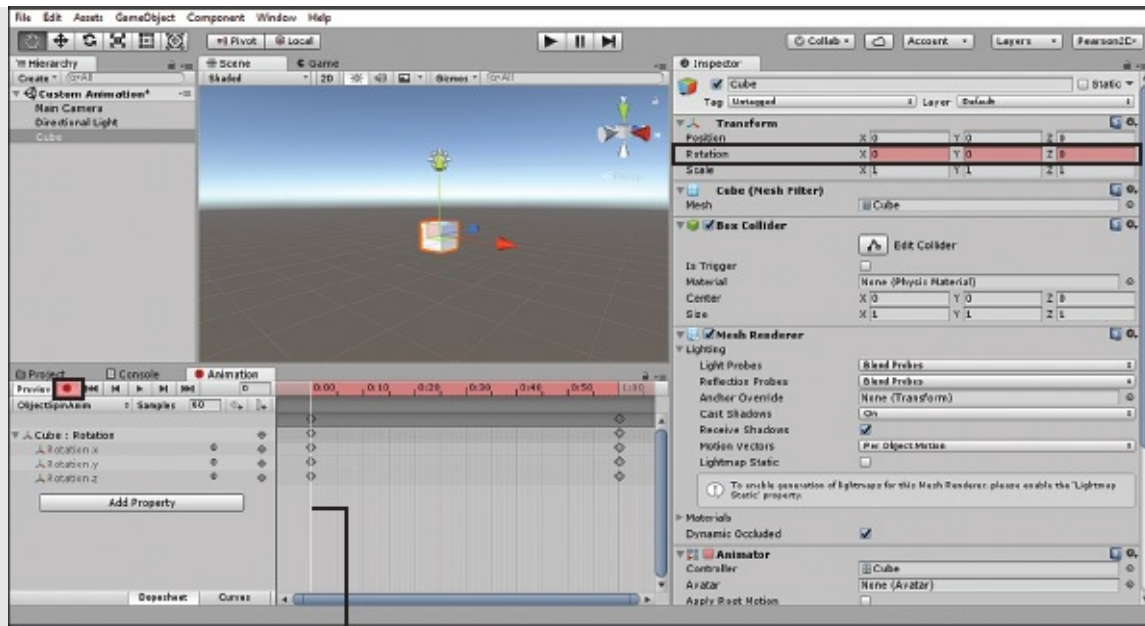 File Edit Assets GameObject Component Window Help
Pivot Local Collab Account Layers Pearson2D
Hierarchy
Create All
Custom Animation*
Main Camera
Directional Light
Cube
Scene Game
Shaded 2D Gizmos All
Persp
Inspector
Cube Static
Tag Untagged Layer Default
Transform
Position X 0 Y 0 Z 0
Rotation X 0 Y 0 Z 0
Scale X 1 Y 1 Z 1
Cube (Mesh Filter)
Mesh Cube
Box Collider
Edit Collider
Is Trigger
Material None (Physic Material)
Center X 0 Y 0 Z 0
Size X 1 Y 1 Z 1
Mesh Renderer
Lighting
Light Probes Blend Probes
Reflection Probes Blend Probes
Anchor Override None (Transform)
Cast Shadows On
Receive Shadows
Motion Vectors Per Object Motion
Lightmap Static
To enable generation of lightmaps for this Mesh Renderer, please enable the 'Lightmap
Static' property.
Materials
Dynamic Occluded
Animator
Controller Cube
Avatar None (Avatar)
Apply Root Motion
Project Console Animation
Preview 0 0:00 0:10 0:20 0:30 0:40 0:50 1:00
ObjectSpinAnim Samples 60
Cube : Rotation
Rotation.x
Rotation.y
Rotation.z
Add Property
Dopesheet Curves